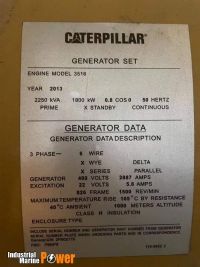 CATERPILLAR
GENERATOR SET
ENGINE MODEL 3516
YEAR 2013
2250 kVA 1800 kW 0.8 COS 0 50 HERTZ
PRIME X STANDBY CONTINUOUS
GENERATOR DATA
GENERATOR DATA DESCRIPTION
3 PHASE 6 WIRE
X WYE DELTA
X SERIES PARALLEL
GENERATOR 400 VOLTS AMPS
EXCITATION 22 VOLTS 5.8 AMPS
826 FRAME 1500 REV/MIN
MAXIMUM TEMPERATURE RISE C BY RESISTANCE
40°C AMBIENT 1000 METERS ALTITUDE
CLASS H INSULATION
ENCLOSURE TYPE
Industrial
Marine Power